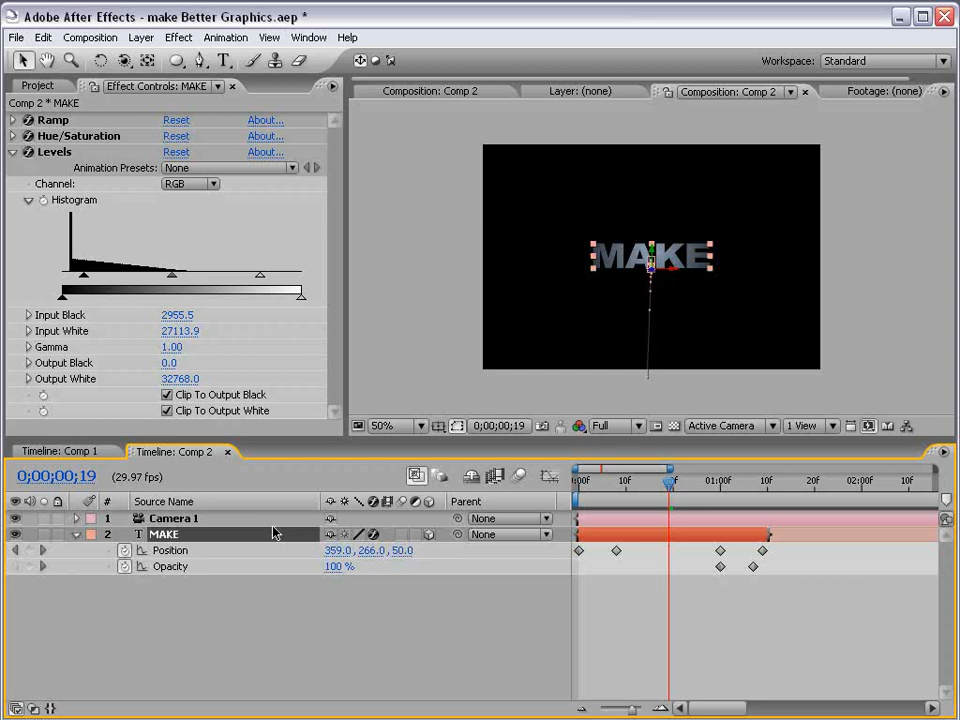 Adobe After Effects - make Better Graphics.aep *
File Edit Composition Layer Effect Animation View Window Help
Workspace: Standard
Project Effect Controls: MAKE
Composition: Comp 2 Layer: (none) Composition: Comp 2 Footage: (none)
Comp 2 * MAKE
Ramp Reset About...
Hue/Saturation Reset About...
Levels Reset About...
Animation Presets: None
Channel: RGB
Histogram
MAKE
Input Black 2955.5
Input White 27113.9
Gamma 1.00
Output Black 0.0
Output White 32768.0
Clip To Output Black
Clip To Output White
50% 0;00;00;19 Full Active Camera 1 View
Timeline: Comp 1 Timeline: Comp 2
0;00;00;19 (29.97 fps)
:00F 10F F 01:00F 10F 20F 02:00F 10F
# Source Name Parent
1 Camera 1 None
2 T MAKE None
Position 359.0, 266.0, 50.0
Opacity 100 %